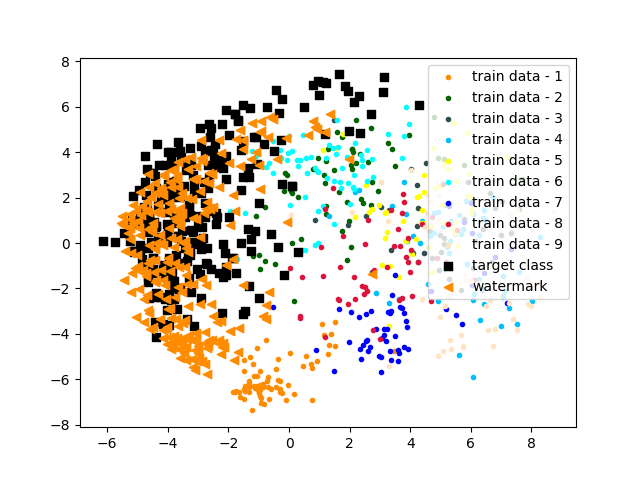 8
6
4
2
0
−2
−4
−6
−8
−6
−4
−2
0
2
4
6
8
train data - 1
train data - 2
train data - 3
train data - 4
train data - 5
train data - 6
train data - 7
train data - 8
train data - 9
target class
watermark